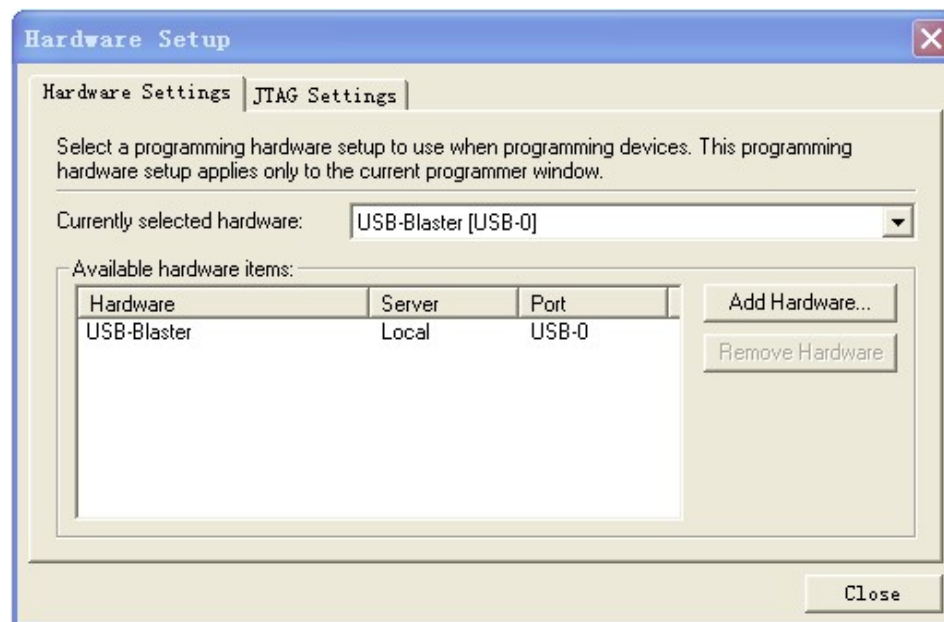 Hardware Setup
Hardware Settings JTAG Settings
Select a programming hardware setup to use when programming devices. This programming
hardware setup applies only to the current programmer window.
Currently selected hardware: USB-Blaster [USB-0]
Available hardware items:
Hardware Server Port
USB-Blaster Local USB-0
Add Hardware...
Remove Hardware
Close